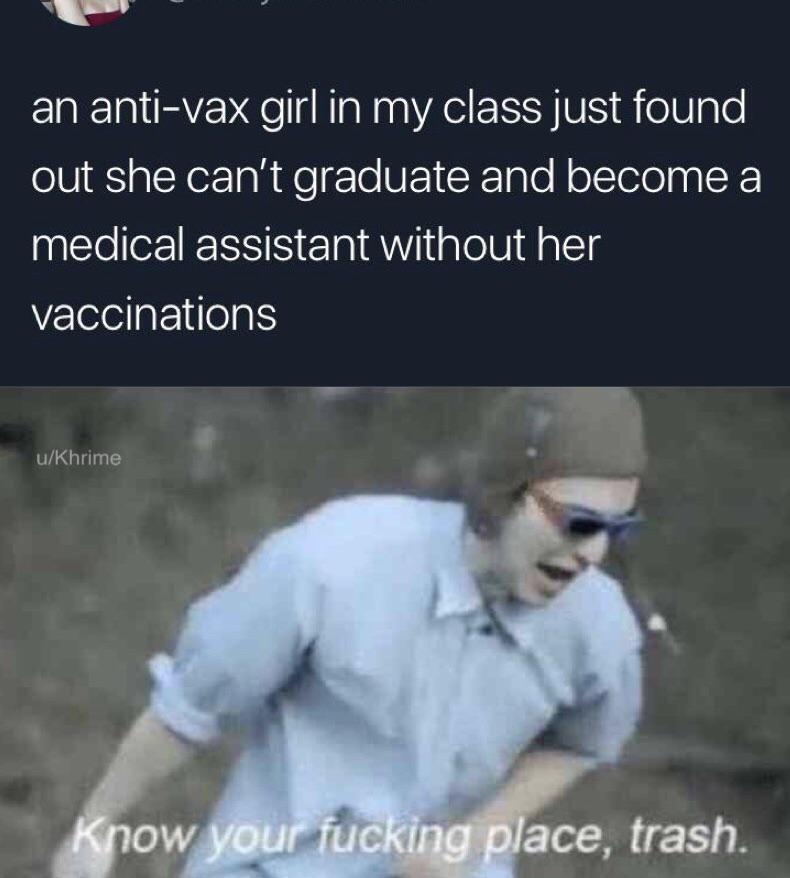 an anti-vax girl in my class just found
out she can't graduate and become a
medical assistant without her
vaccinations
u/Khrime
Know your fucking place, trash.